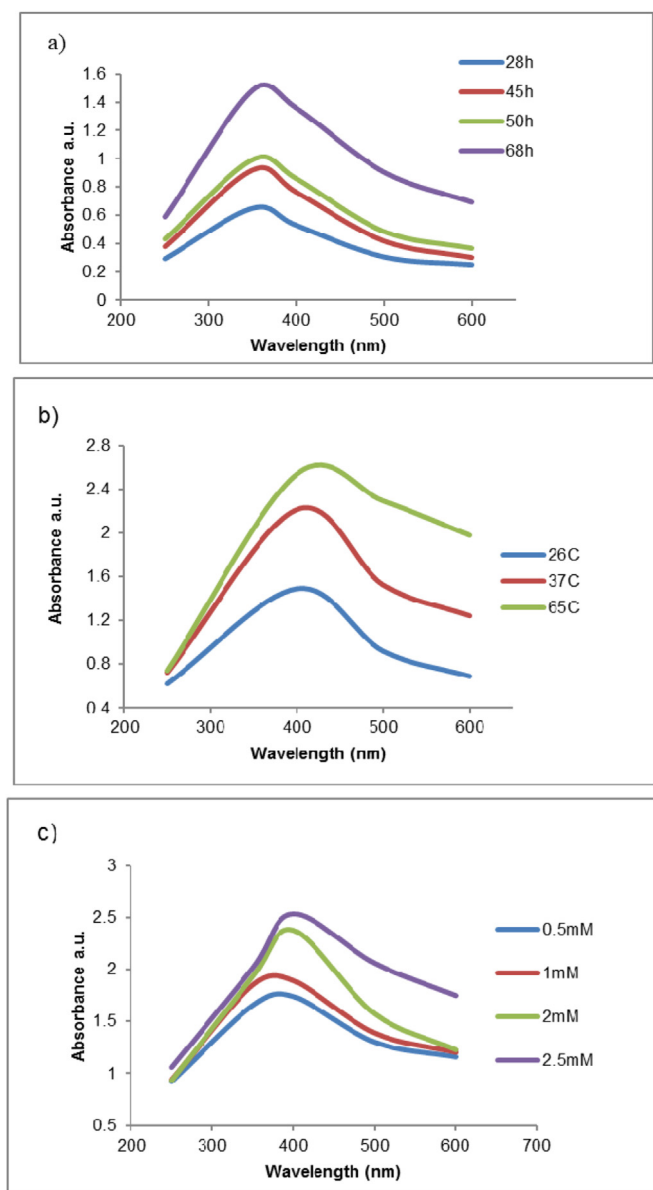 a)
28h
45h
50h
68h
1.6
1.4
1.2
1
0.8
0.6
0.4
0.2
0
Absorbance a.u.
200 300 400 500 600
Wavelength (nm)
b)
2.8
2.4
2
1.6
1.2
0.8
0.4
Absorbance a.u.
26C
37C
65C
200 300 400 500 600
Wavelength (nm)
c)
3
2.5
2
1.5
1
0.5
Absorbance a.u.
0.5mM
1mM
2mM
2.5mM
200 300 400 500 600 700
Wavelength (nm)